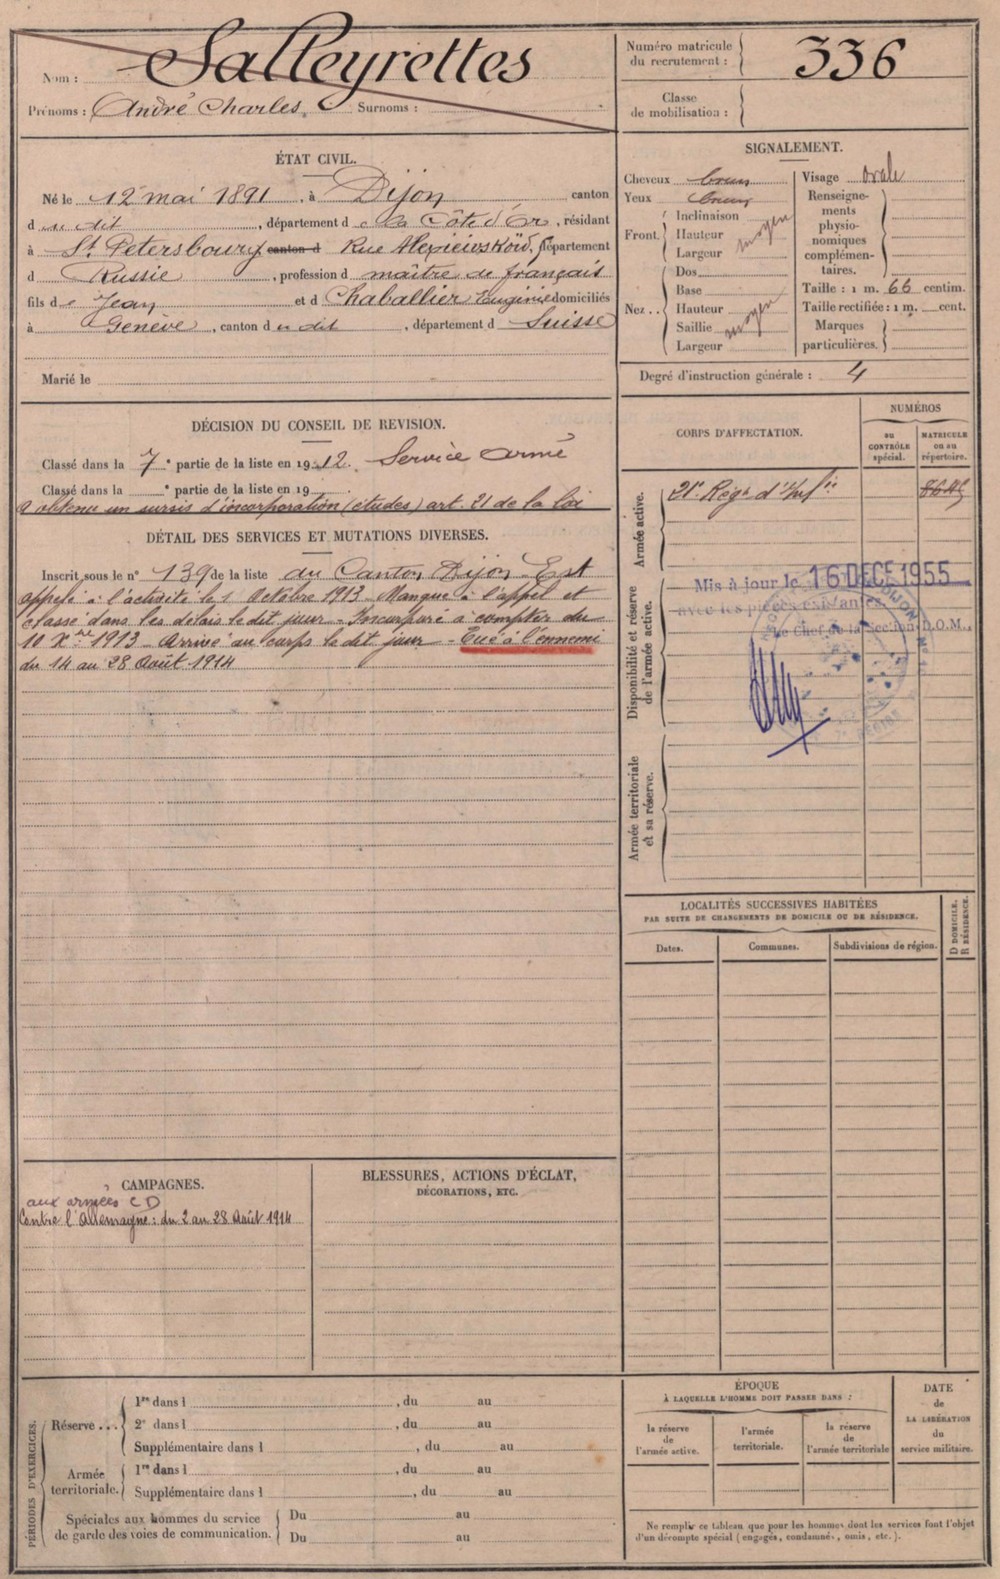 Nom : Salleyrettes
Prénoms : André Charles. Surnoms :
Numéro matricule du recrutement : 336
Classe de mobilisation :
ÉTAT CIVIL.
Né le 12 mai 1891, à Dijon canton
d u dit, département d e la Côte d'Or, résidant
à St Petersbourg canton d Rue Département
d Russie, profession d maître de français
fils de Jean et d Chaballier Eugénie domiciliés
à Genève, canton d u dit, département d Suisse
Marié le
SIGNALEMENT.
Cheveux brun
Yeux bruns
Front. Inclinaison
Hauteur moyen
Largeur
Nez.. Dos
Base
Hauteur moyen
Saillie
Largeur
Visage ovale
Renseignements physionomiques complémentaires.
Taille : 1 m. 66 centim.
Taille rectifiée : 1 m. cent.
Marques particulières.
Degré d'instruction générale : 4
DÉCISION DU CONSEIL DE REVISION.
Classé dans la 7e partie de la liste en 1912. Service armé
Classé dans la e partie de la liste en 19
a obtenu un sursis d'incorporation (études) art. 21 de la loi
DÉTAIL DES SERVICES ET MUTATIONS DIVERSES.
Inscrit sous le n° 139 de la liste du Canton Dijon Est
appelé à l'activité le 1 Octobre 1913 - Manque à l'appel et
classé dans les délais le dit jour - Incorporé à compter du
10 Xbre 1913 - Arrivé au corps le dit jour - Tué à l'ennemi
du 14 au 28 Août 1914
CORPS D'AFFECTATION.
NUMÉROS
au CONTRÔLE spécial.
MATRICULE ou au répertoire.
Armée active.
21e Régt d'Infie
Disponibilité et réserve de l'armée active.
Mis à jour le 16 DECE 1955
avec les pièces existantes.
Le Chef de la Section D.O.M.,
Armée territoriale et sa réserve.
LOCALITÉS SUCCESSIVES HABITÉES
PAR SUITE DE CHANGEMENTS DE DOMICILE OU DE RÉSIDENCE.
D DOMICILE.
R RÉSIDENCE.
Dates.
Communes.
Subdivisions de région.
CAMPAGNES.
aux armées CD
Contre l'Allemagne : du 2 au 28 Août 1914
BLESSURES, ACTIONS D'ÉCLAT,
DÉCORATIONS, ETC.
PÉRIODES D'EXERCICES.
Réserve... 1re dans l , du au
2e dans l , du au
Supplémentaire dans l , du au
Armée territoriale. 1re dans l , du au
Supplémentaire dans l , du au
Spéciales aux hommes du service
de garde des voies de communication.
Du au
Du au
ÉPOQUE
À LAQUELLE L'HOMME DOIT PASSER DANS :
la réserve de l'armée active.
l'armée territoriale.
la réserve de l'armée territoriale
DATE de LA LIBÉRATION du service militaire.
Ne remplir ce tableau que pour les hommes dont les services font l'objet
d'un décompte spécial (engagés, condamnés, omis, etc.).